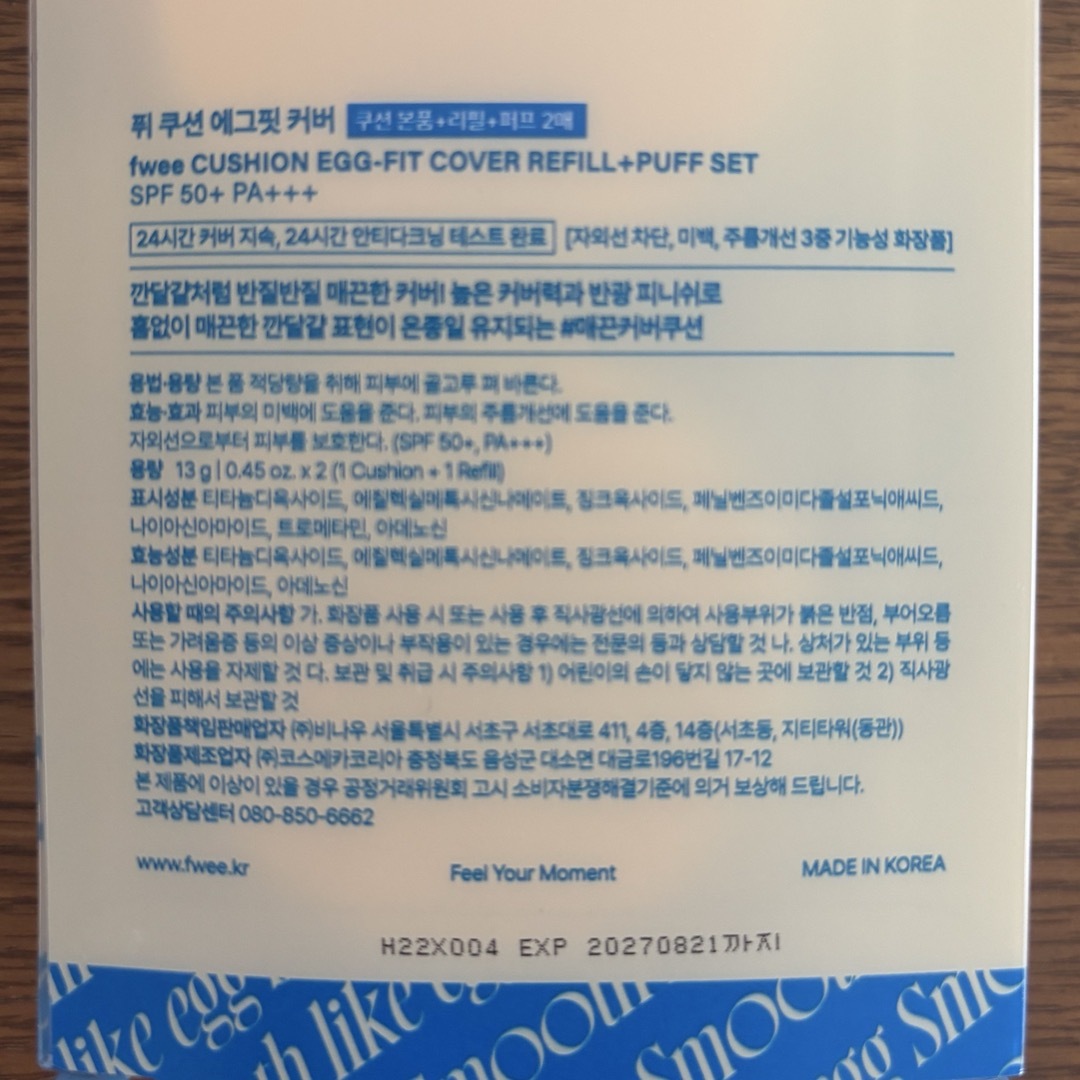 퓌 쿠션 에그핏 커버 쿠션 본품+리필+퍼프 2매
fwee CUSHION EGG-FIT COVER REFILL+PUFF SET
SPF 50+ PA+++
24시간 커버 지속, 24시간 안티다크닝 테스트 완료 [자외선 차단, 미백, 주름개선 3중 기능성 화장품]
깐달걀처럼 반질반질 매끈한 커버! 높은 커버력과 반광 피니쉬로
흠없이 매끈한 깐달걀 표현이 온종일 유지되는 #매끈커버쿠션
용법·용량 본 품 적당량을 취해 피부에 골고루 펴 바른다.
효능·효과 피부의 미백에 도움을 준다. 피부의 주름개선에 도움을 준다.
자외선으로부터 피부를 보호한다. (SPF 50+, PA+++)
용량 13 g | 0.45 oz. x 2 (1 Cushion + 1 Refill)
표시성분 티타늄디옥사이드, 에칠헥실메톡시신나메이트, 징크옥사이드, 페닐벤즈이미다졸설포닉애씨드,
나이아신아마이드, 트로메타민, 아데노신
효능성분 티타늄디옥사이드, 에칠헥실메톡시신나메이트, 징크옥사이드, 페닐벤즈이미다졸설포닉애씨드,
나이아신아마이드, 아데노신
사용할 때의 주의사항 가. 화장품 사용 시 또는 사용 후 직사광선에 의하여 사용부위가 붉은 반점, 부어오름
또는 가려움증 등의 이상 증상이나 부작용이 있는 경우에는 전문의 등과 상담할 것 나. 상처가 있는 부위 등
에는 사용을 자제할 것 다. 보관 및 취급 시 주의사항 1) 어린이의 손이 닿지 않는 곳에 보관할 것 2) 직사광
선을 피해서 보관할 것
화장품책임판매업자 ㈜비나우 서울특별시 서초구 서초대로 411, 4층, 14층(서초동, 지티타워(동관))
화장품제조업자 ㈜코스메카코리아 충청북도 음성군 대소면 대금로196번길 17-12
본 제품에 이상이 있을 경우 공정거래위원회 고시 소비자분쟁해결기준에 의거 보상해 드립니다.
고객상담센터 080-850-6662
www.fwee.kr Feel Your Moment MADE IN KOREA
H22X004 EXP 20270821까지
like egg th like Smooth Smooth egg Smo